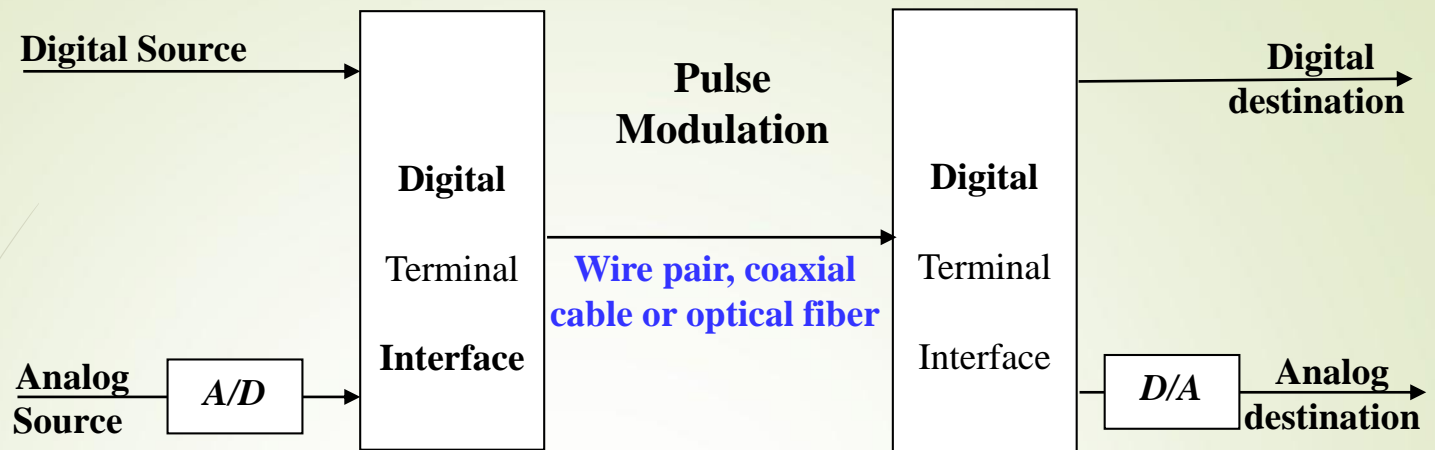 Digital Source
Analog
Source
A/D
Digital
Terminal
Interface
Pulse
Modulation
Wire pair, coaxial
cable or optical fiber
Digital
Terminal
Interface
Digital
destination
D/A
Analog
destination